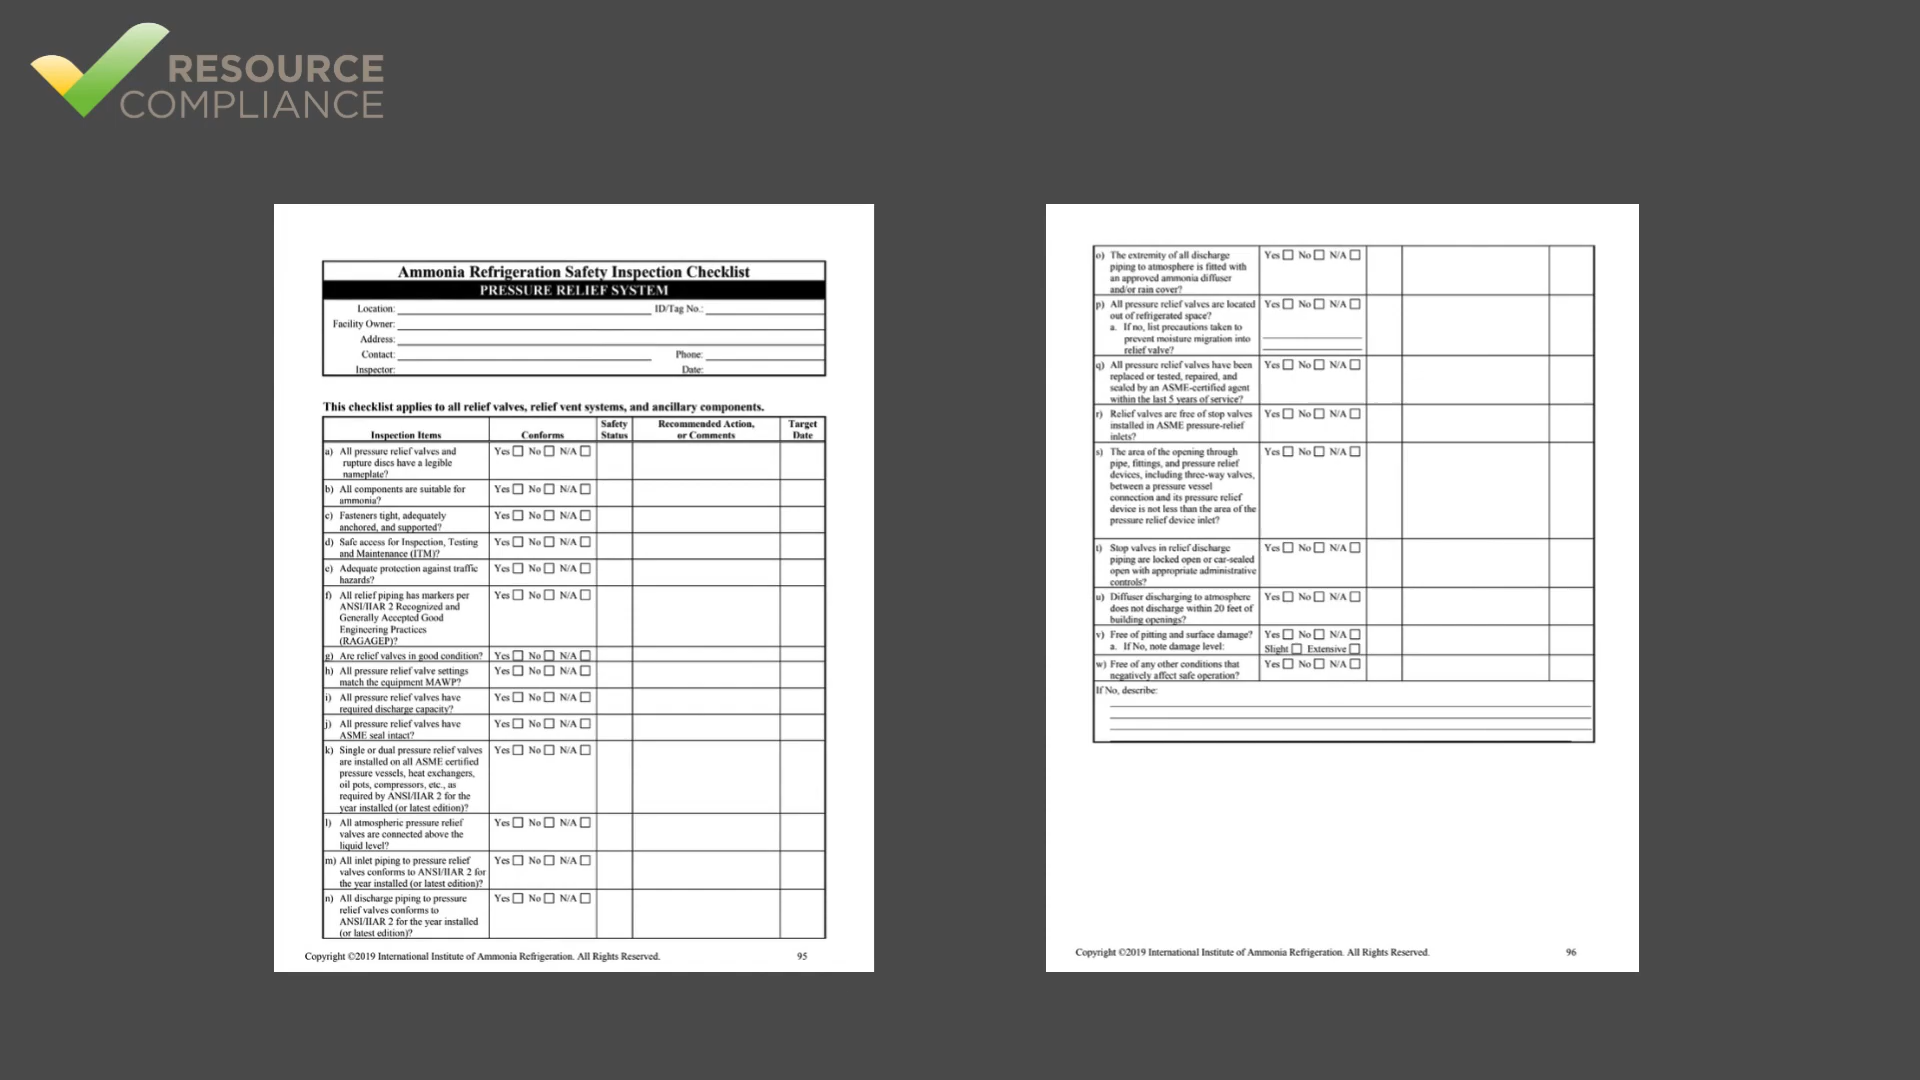 RESOURCE
COMPLIANCE
Ammonia Refrigeration Safety Inspection Checklist
PRESSURE RELIEF SYSTEM
Location: ID/Tag No.:
Facility Owner:
Address:
Contact: Phone:
Inspector: Date:
This checklist applies to all relief valves, relief vent systems, and ancillary components.
Inspection Items Conforms Safety Status Recommended Action, or Comments Target Date
a) All pressure relief valves and Yes No N/A
rupture discs have a legible
nameplate?
b) All components are suitable for Yes No N/A
ammonia?
c) Fasteners tight, adequately Yes No N/A
anchored, and supported?
d) Safe access for Inspection, Testing Yes No N/A
and Maintenance (ITM)?
e) Adequate protection against traffic Yes No N/A
hazards?
f) All relief piping has markers per Yes No N/A
ANSI/IIAR 2 Recognized and
Generally Accepted Good
Engineering Practices
(RAGAGEP)?
g) Are relief valves in good condition? Yes No N/A
h) All pressure relief valve settings Yes No N/A
match the equipment MAWP?
i) All pressure relief valves have Yes No N/A
required discharge capacity?
j) All pressure relief valves have Yes No N/A
ASME seal intact?
k) Single or dual pressure relief valves Yes No N/A
are installed on all ASME certified
pressure vessels, heat exchangers,
oil pots, compressors, etc., as
required by ANSI/IIAR 2 for the
year installed (or latest edition)?
l) All atmospheric pressure relief Yes No N/A
valves are connected above the
liquid level?
m) All inlet piping to pressure relief Yes No N/A
valves conforms to ANSI/IIAR 2 for
the year installed (or latest edition)?
n) All discharge piping to pressure Yes No N/A
relief valves conforms to
ANSI/IIAR 2 for the year installed
(or latest edition)?
Copyright ©2019 International Institute of Ammonia Refrigeration. All Rights Reserved. 95
o) The extremity of all discharge Yes No N/A
piping to atmosphere is fitted with
an approved ammonia diffuser
and/or rain cover?
p) All pressure relief valves are located Yes No N/A
out of refrigerated space?
a. If no, list precautions taken to
prevent moisture migration into
relief valve?
q) All pressure relief valves have been Yes No N/A
replaced or tested, repaired, and
sealed by an ASME-certified agent
within the last 5 years of service?
r) Relief valves are free of stop valves Yes No N/A
installed in ASME pressure-relief
inlets?
s) The area of the opening through Yes No N/A
pipe, fittings, and pressure relief
devices, including three-way valves,
between a pressure vessel
connection and its pressure relief
device is not less than the area of the
pressure relief device inlet?
t) Stop valves in relief discharge Yes No N/A
piping are locked open or car-sealed
open with appropriate administrative
controls?
u) Diffuser discharging to atmosphere Yes No N/A
does not discharge within 20 feet of
building openings?
v) Free of pitting and surface damage? Yes No N/A
a. If No, note damage level: Slight Extensive
w) Free of any other conditions that Yes No N/A
negatively affect safe operation?
If No, describe:
Copyright ©2019 International Institute of Ammonia Refrigeration. All Rights Reserved. 96